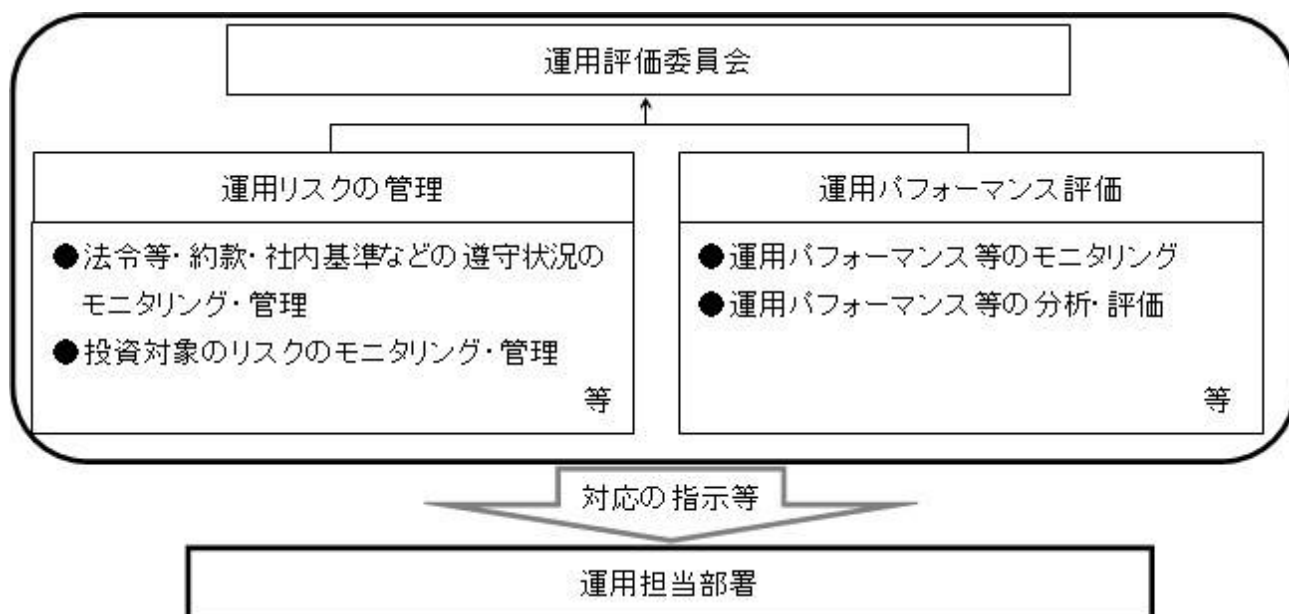 運用評価委員会
運用リスクの管理
●法令等・約款・社内基準などの遵守状況の
モニタリング・管理
●投資対象のリスクのモニタリング・管理
等
運用パフォーマンス評価
●運用パフォーマンス等のモニタリング
●運用パフォーマンス等の分析・評価
等
対応の指示等
運用担当部署